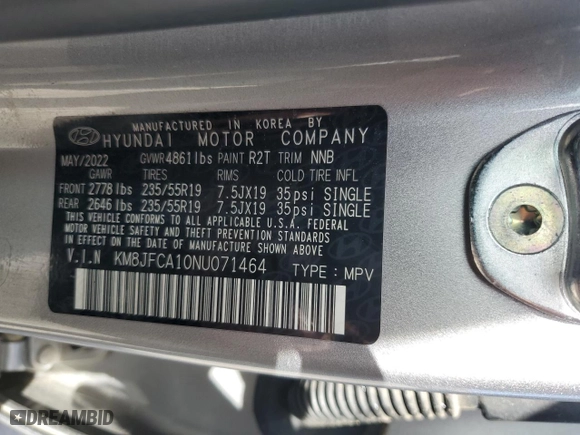 MANUFACTURED IN KOREA BY
HYUNDAI MOTOR COMPANY
MAY/2022 GVWR 4861 lbs PAINT R2T TRIM NNB
GAWR TIRES RIMS COLD TIRE INFL
FRONT 2778 lbs 235/55R19 7.5JX19 35psi SINGLE
REAR 2646 lbs 235/55R19 7.5JX19 35psi SINGLE
THIS VEHICLE CONFORMS TO ALL APPLICABLE
FEDERAL MOTOR VEHICLE U.S.A. SAFETY
AND THEFT PREVENTION STANDARDS IN EFFECT ON
THE DATE OF MANUFACTURE SHOWN ABOVE
V.I.N KM8JFCA10NU071464 TYPE : MPV
DREAMBID